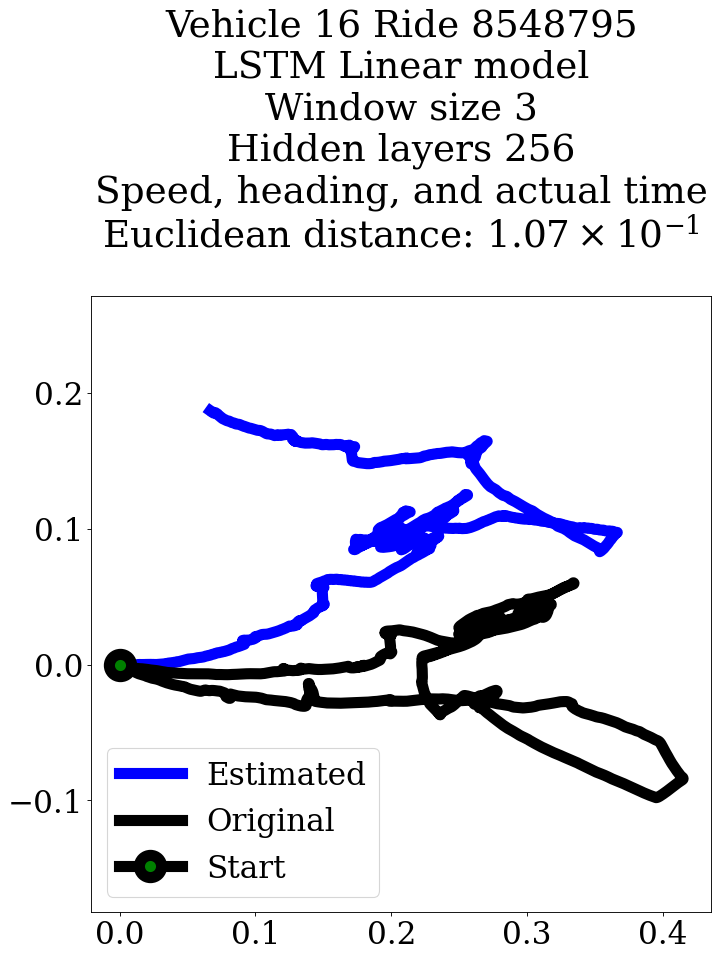 Vehicle 16 Ride 8548795
LSTM Linear model
Window size 3
Hidden layers 256
Speed, heading, and actual time
Euclidean distance: 1.07 × 10⁻¹
0.2
0.1
0.0
−0.1
Estimated
Original
Start
0.0 0.1 0.2 0.3 0.4